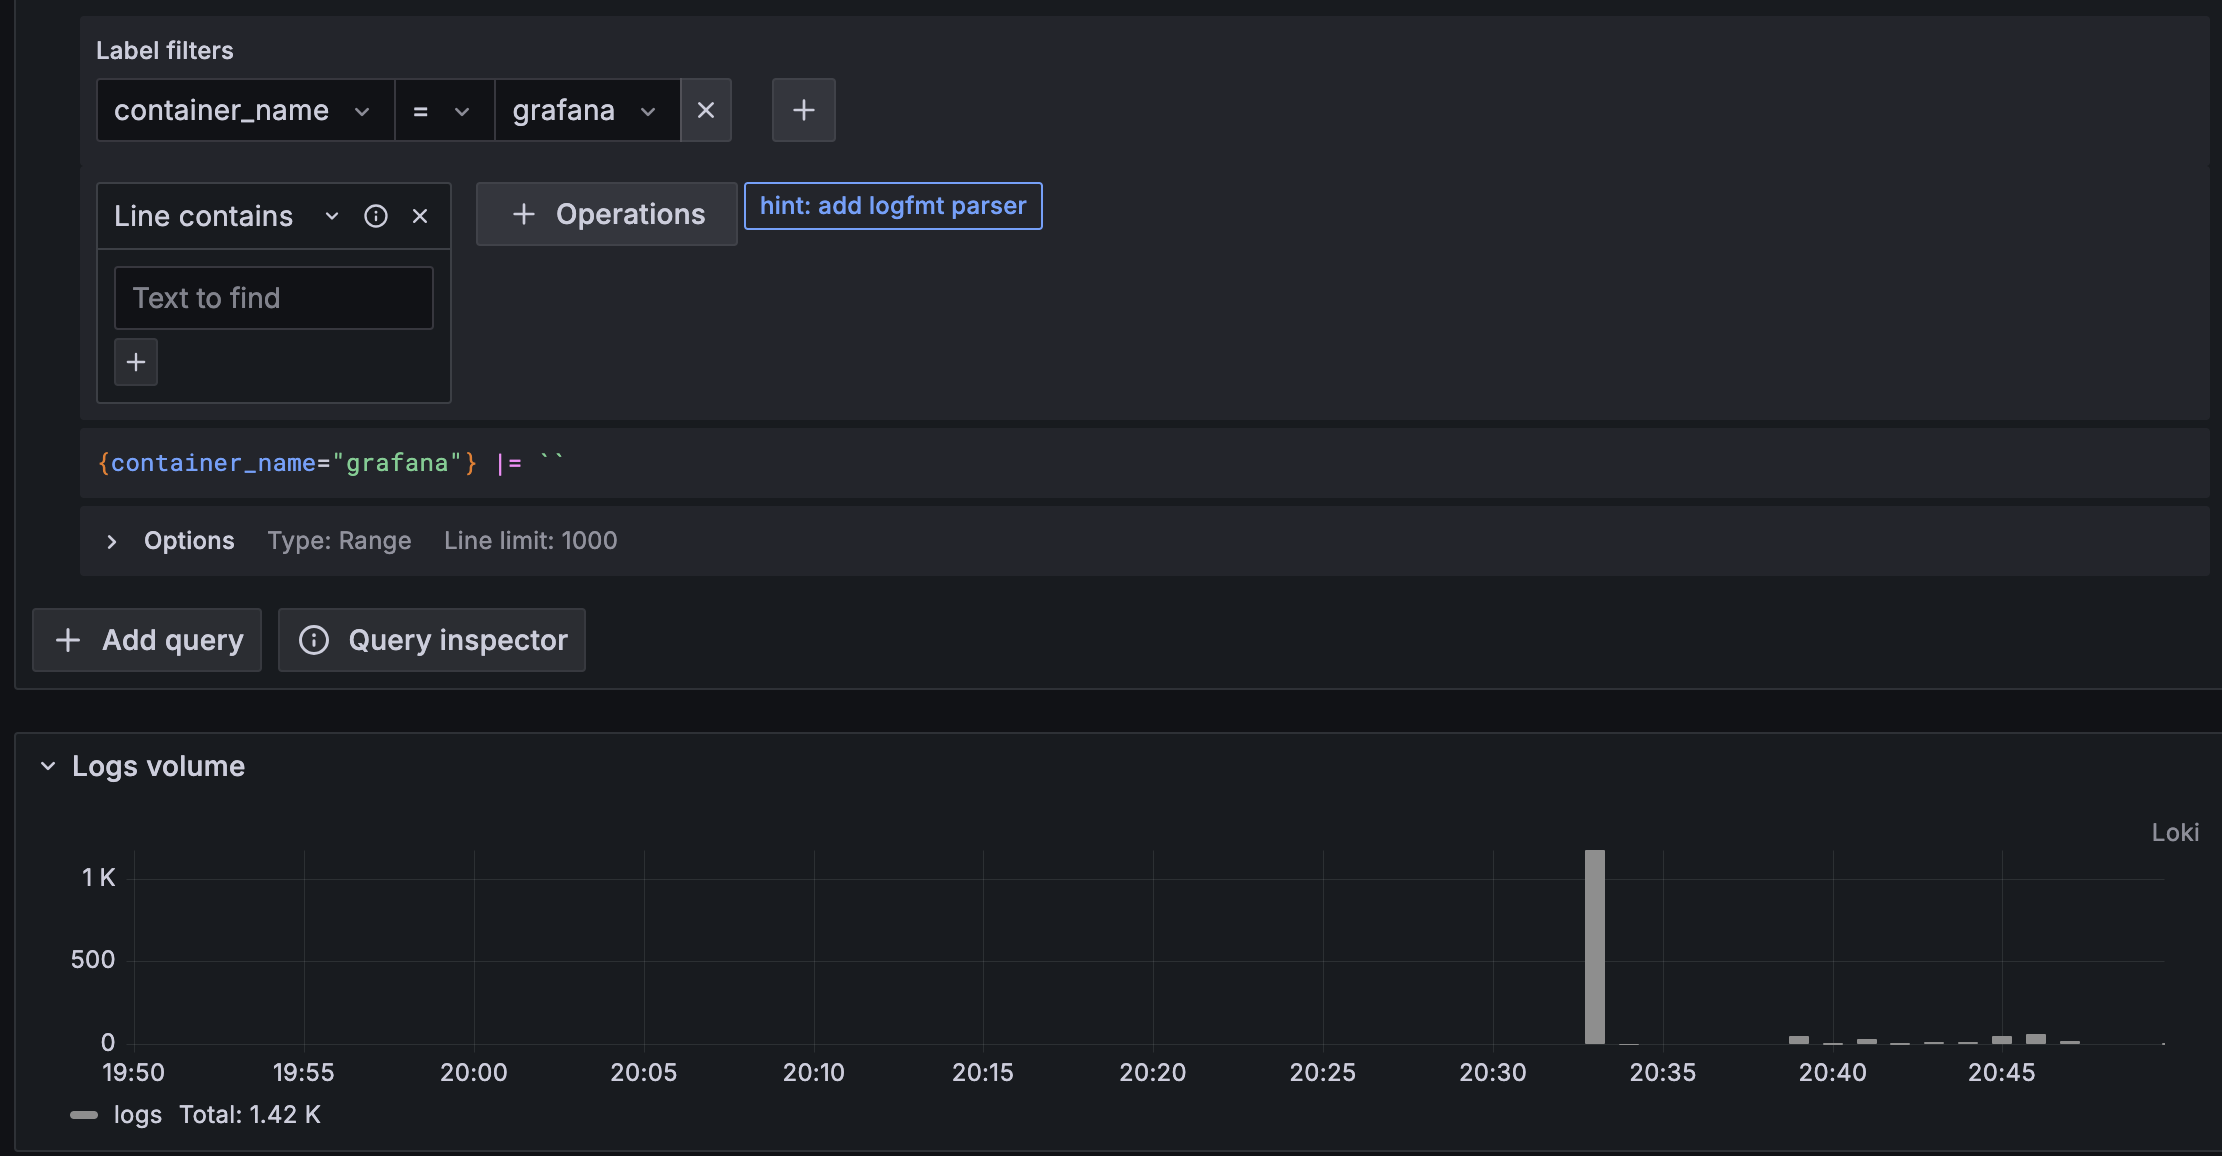 Label filters
container_name = grafana
Line contains
Operations
hint: add logfmt parser
Text to find
{container_name="grafana"} |= ``
Options Type: Range Line limit: 1000
Add query
Query inspector
Logs volume
Loki
1 K
500
0
19:50 19:55 20:00 20:05 20:10 20:15 20:20 20:25 20:30 20:35 20:40 20:45
logs Total: 1.42 K